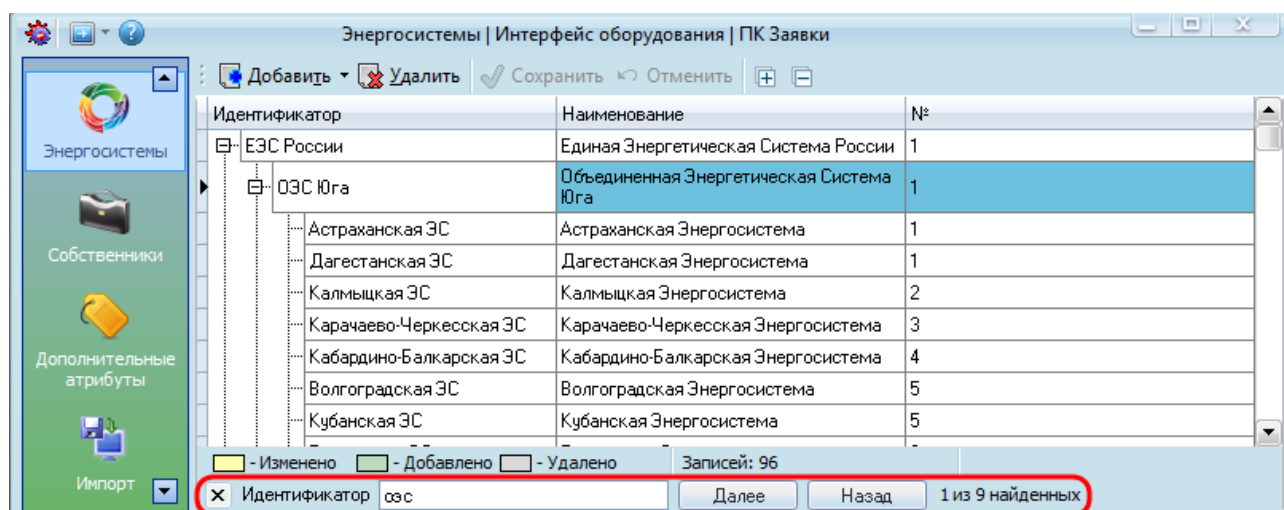 Энергосистемы | Интерфейс оборудования | ПК Заявки
Добавить Удалить Сохранить Отменить
Идентификатор Наименование №
ЕЭС России Единая Энергетическая Система России 1
ОЭС Юга Объединенная Энергетическая Система Юга 1
Астраханская ЭС Астраханская Энергосистема 1
Дагестанская ЭС Дагестанская Энергосистема 1
Калмыцкая ЭС Калмыцкая Энергосистема 2
Карачаево-Черкесская ЭС Карачаево-Черкесская Энергосистема 3
Кабардино-Балкарская ЭС Кабардино-Балкарская Энергосистема 4
Волгоградская ЭС Волгоградская Энергосистема 5
Кубанская ЭС Кубанская Энергосистема 5
Энергосистемы
Собственники
Дополнительные
атрибуты
Импорт
- Изменено - Добавлено - Удалено Записей: 96
Идентификатор оэс Далее Назад 1 из 9 найденных